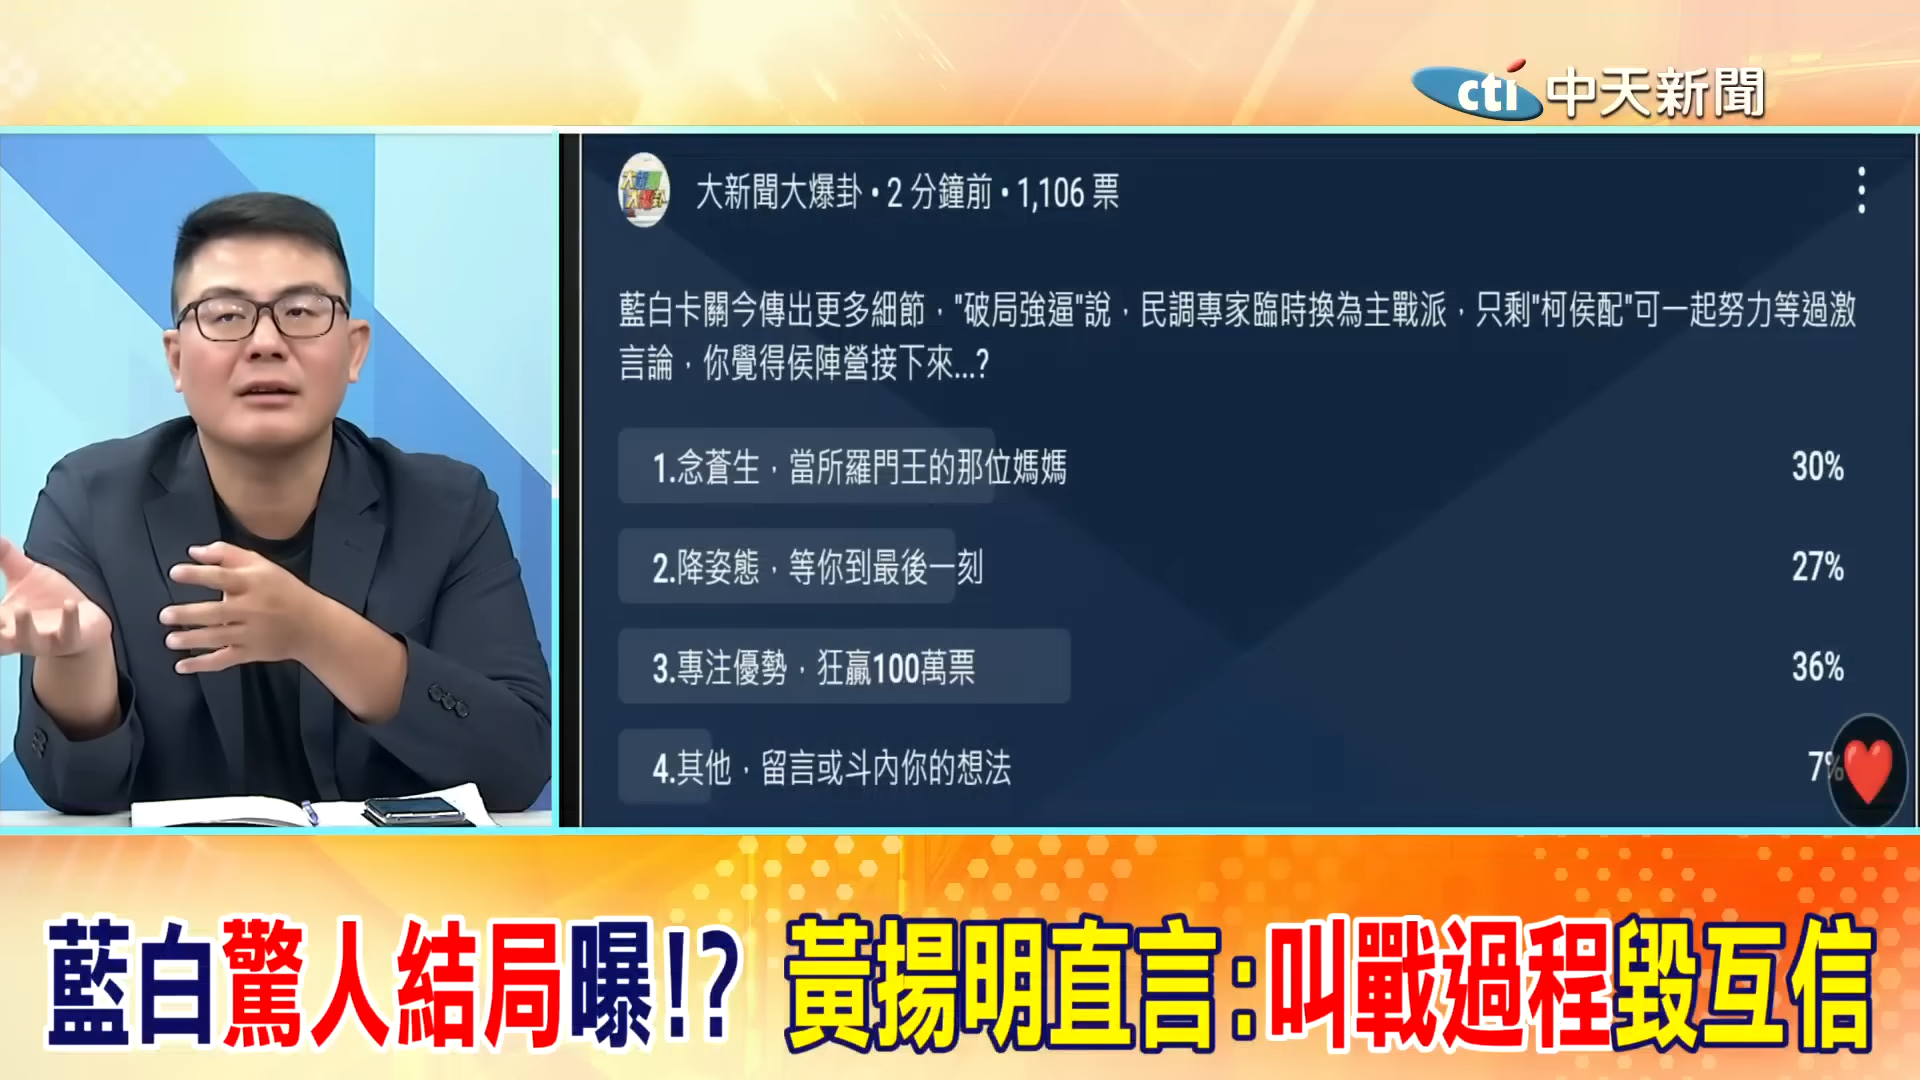 cti 中天新聞
大新聞大爆卦 • 2 分鐘前 • 1,106 票
藍白卡關今傳出更多細節，"破局強逼"說，民調專家臨時換為主戰派，只剩"柯侯配"可一起努力等過激
言論，你覺得侯陣營接下來...?
1.念蒼生，當所羅門王的那位媽媽 30%
2.降姿態，等你到最後一刻 27%
3.專注優勢，狂贏100萬票 36%
4.其他，留言或斗內你的想法 7%
藍白驚人結局曝!? 黃揚明直言:叫戰過程毀互信